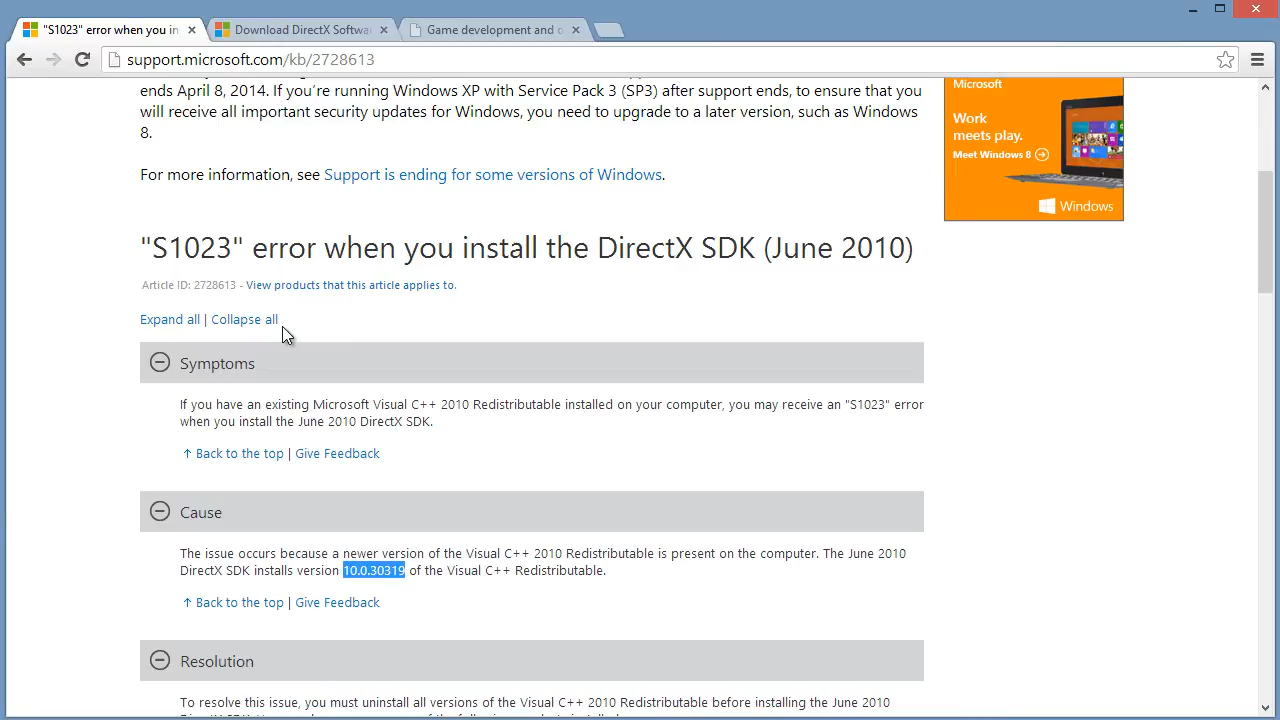 "S1023" error when you in
Download DirectX Softwa
Game development and o
support.microsoft.com/kb/2728613
ends April 8, 2014. If you're running Windows XP with Service Pack 3 (SP3) after support ends, to ensure that you
will receive all important security updates for Windows, you need to upgrade to a later version, such as Windows
8.
For more information, see Support is ending for some versions of Windows.
Microsoft
Work
meets play.
Meet Windows 8
Windows
"S1023" error when you install the DirectX SDK (June 2010)
Article ID: 2728613 - View products that this article applies to.
Expand all | Collapse all
Symptoms
If you have an existing Microsoft Visual C++ 2010 Redistributable installed on your computer, you may receive an "S1023" error
when you install the June 2010 DirectX SDK.
Back to the top | Give Feedback
Cause
The issue occurs because a newer version of the Visual C++ 2010 Redistributable is present on the computer. The June 2010
DirectX SDK installs version 10.0.30319 of the Visual C++ Redistributable.
Back to the top | Give Feedback
Resolution
To resolve this issue, you must uninstall all versions of the Visual C++ 2010 Redistributable before installing the June 2010